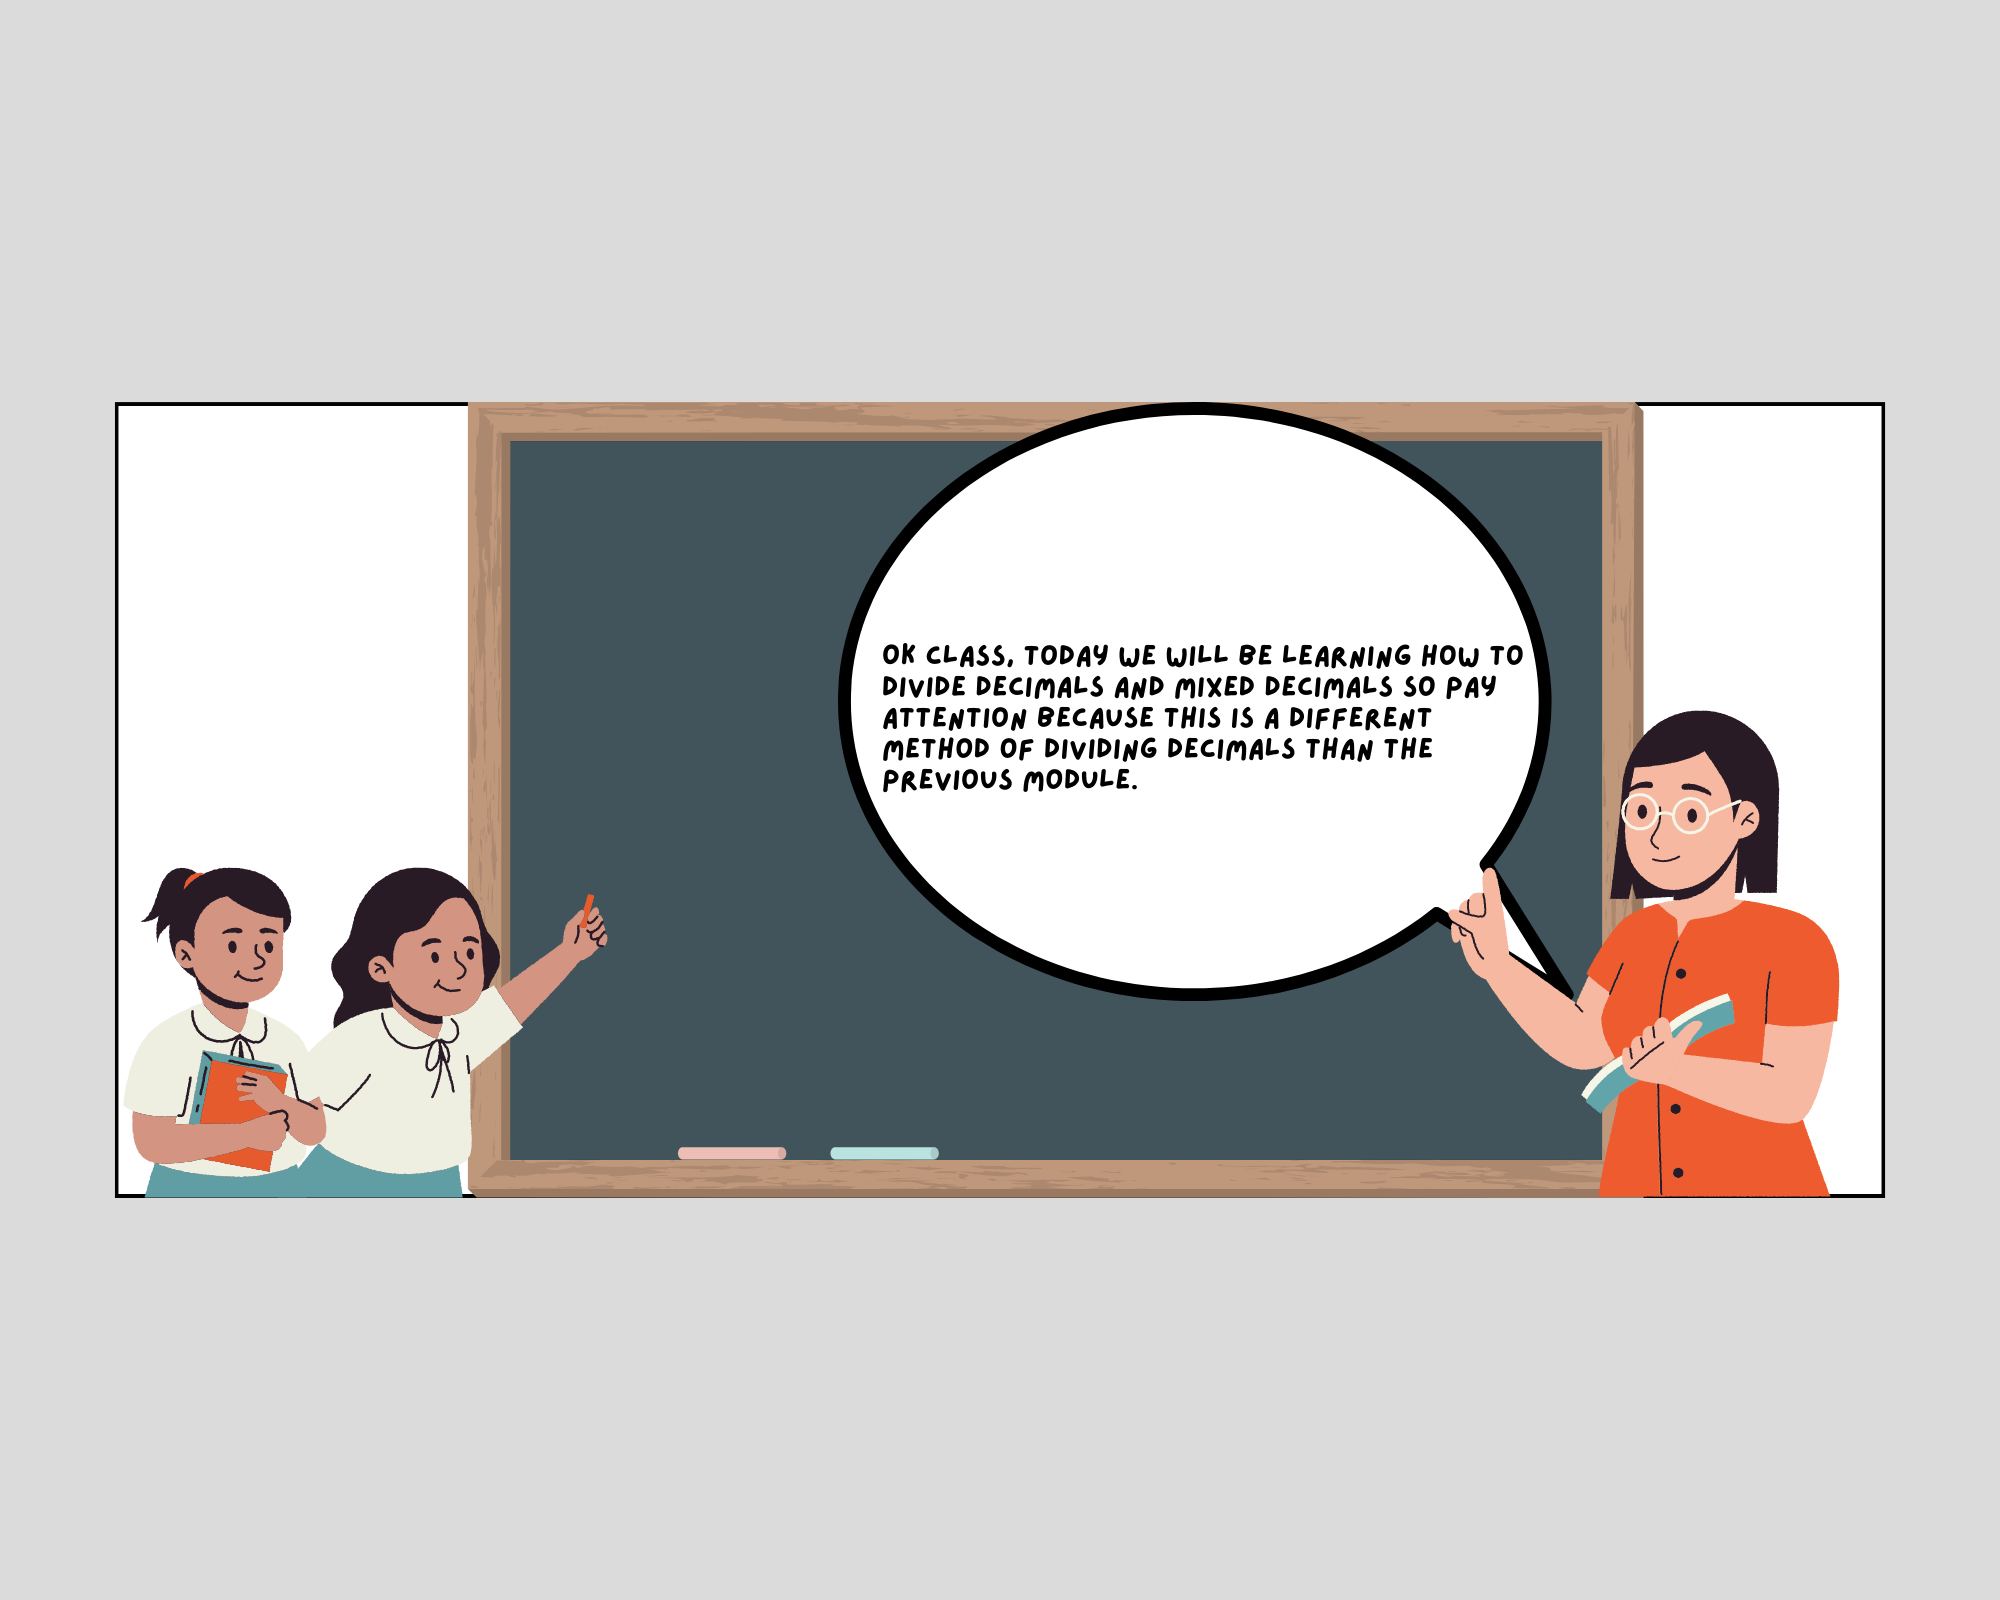 OK CLASS, TODAY WE WILL BE LEARNING HOW TO
DIVIDE DECIMALS AND MIXED DECIMALS SO PAY
ATTENTION BECAUSE THIS IS A DIFFERENT
METHOD OF DIVIDING DECIMALS THAN THE
PREVIOUS MODULE.